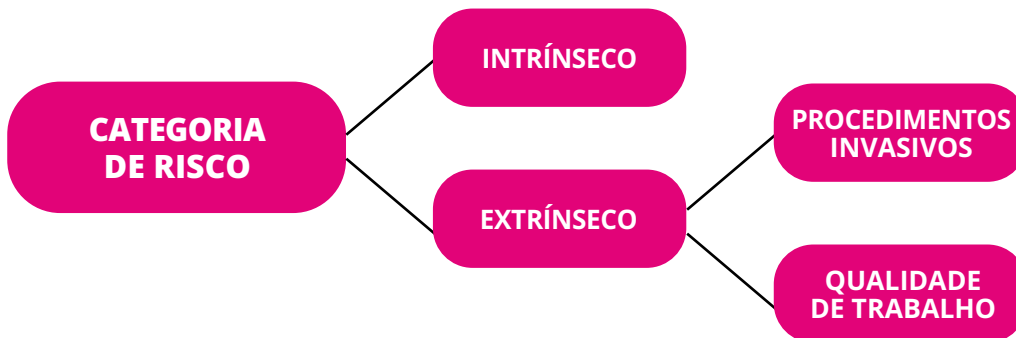 CATEGORIA
DE RISCO
INTRÍNSECO
EXTRÍNSECO
PROCEDIMENTOS
INVASIVOS
QUALIDADE
DE TRABALHO